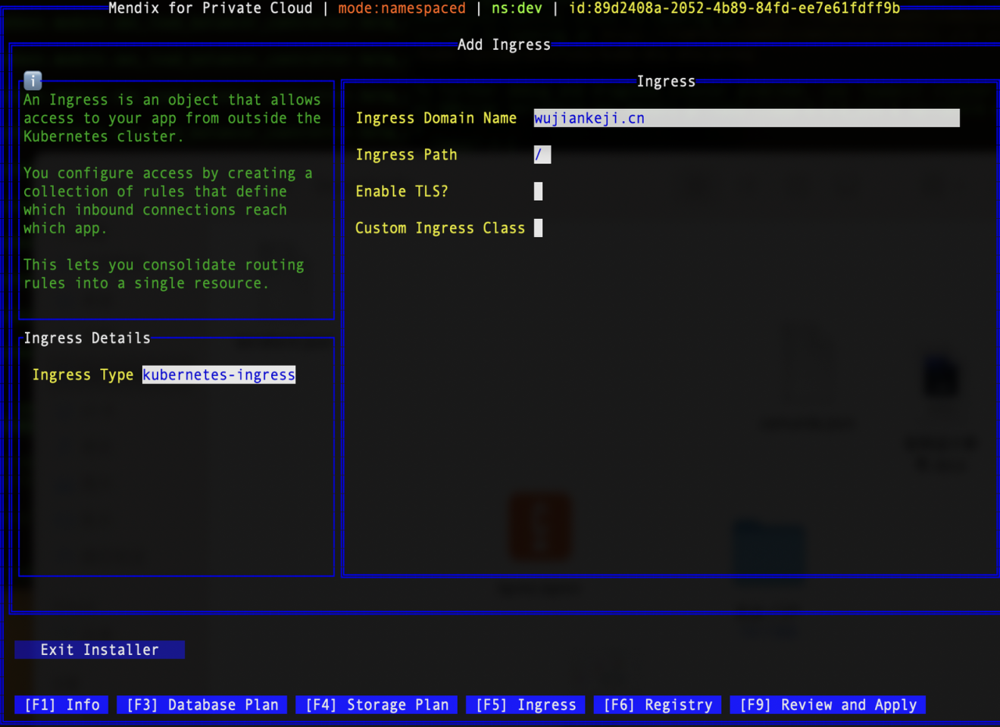 Mendix for Private Cloud | mode:namespaced | ns:dev | id:89d2408a-2052-4b89-84fd-ee7e61fdff9b
Add Ingress
i
An Ingress is an object that allows
access to your app from outside the
Kubernetes cluster.
You configure access by creating a
collection of rules that define
which inbound connections reach
which app.
This lets you consolidate routing
rules into a single resource.
Ingress Details
Ingress Type kubernetes-ingress
Ingress
Ingress Domain Name wujiankeji.cn
Ingress Path /
Enable TLS?
Custom Ingress Class
Exit Installer
[F1] Info [F3] Database Plan [F4] Storage Plan [F5] Ingress [F6] Registry [F9] Review and Apply